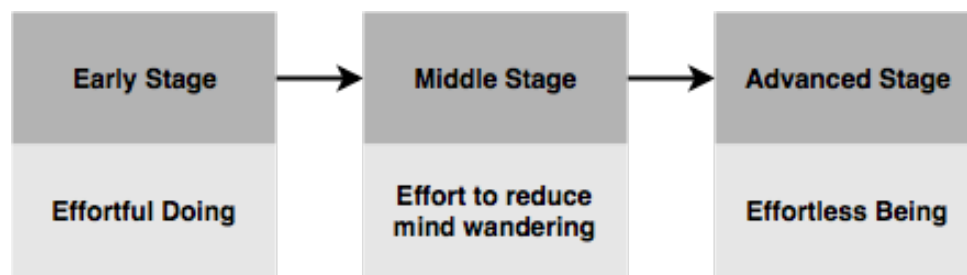 Early Stage
Middle Stage
Advanced Stage
Effortful Doing
Effort to reduce
mind wandering
Effortless Being